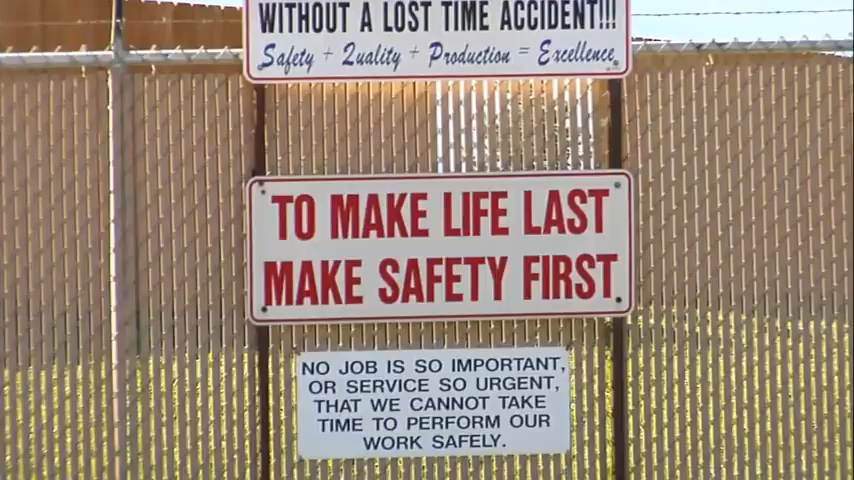 WITHOUT A LOST TIME ACCIDENT!!!
Safety + Quality + Production = Excellence
TO MAKE LIFE LAST
MAKE SAFETY FIRST.
NO JOB IS SO IMPORTANT,
OR SERVICE SO URGENT,
THAT WE CANNOT TAKE
TIME TO PERFORM OUR
WORK SAFELY.